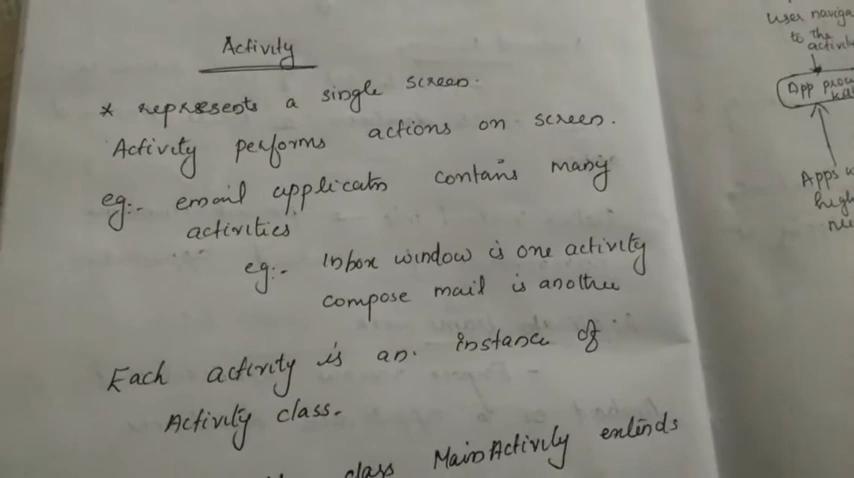 Activity
* represents a single screen.
Activity performs actions on screen.
eg:- email applicatn contains many
activities
eg:- Inbox window is one activity
compose mail is another
Each activity is an instance of
Activity class.
class MainActivity extends
User naviga
to the
activit
App proc
kil
Apps w
high
ne